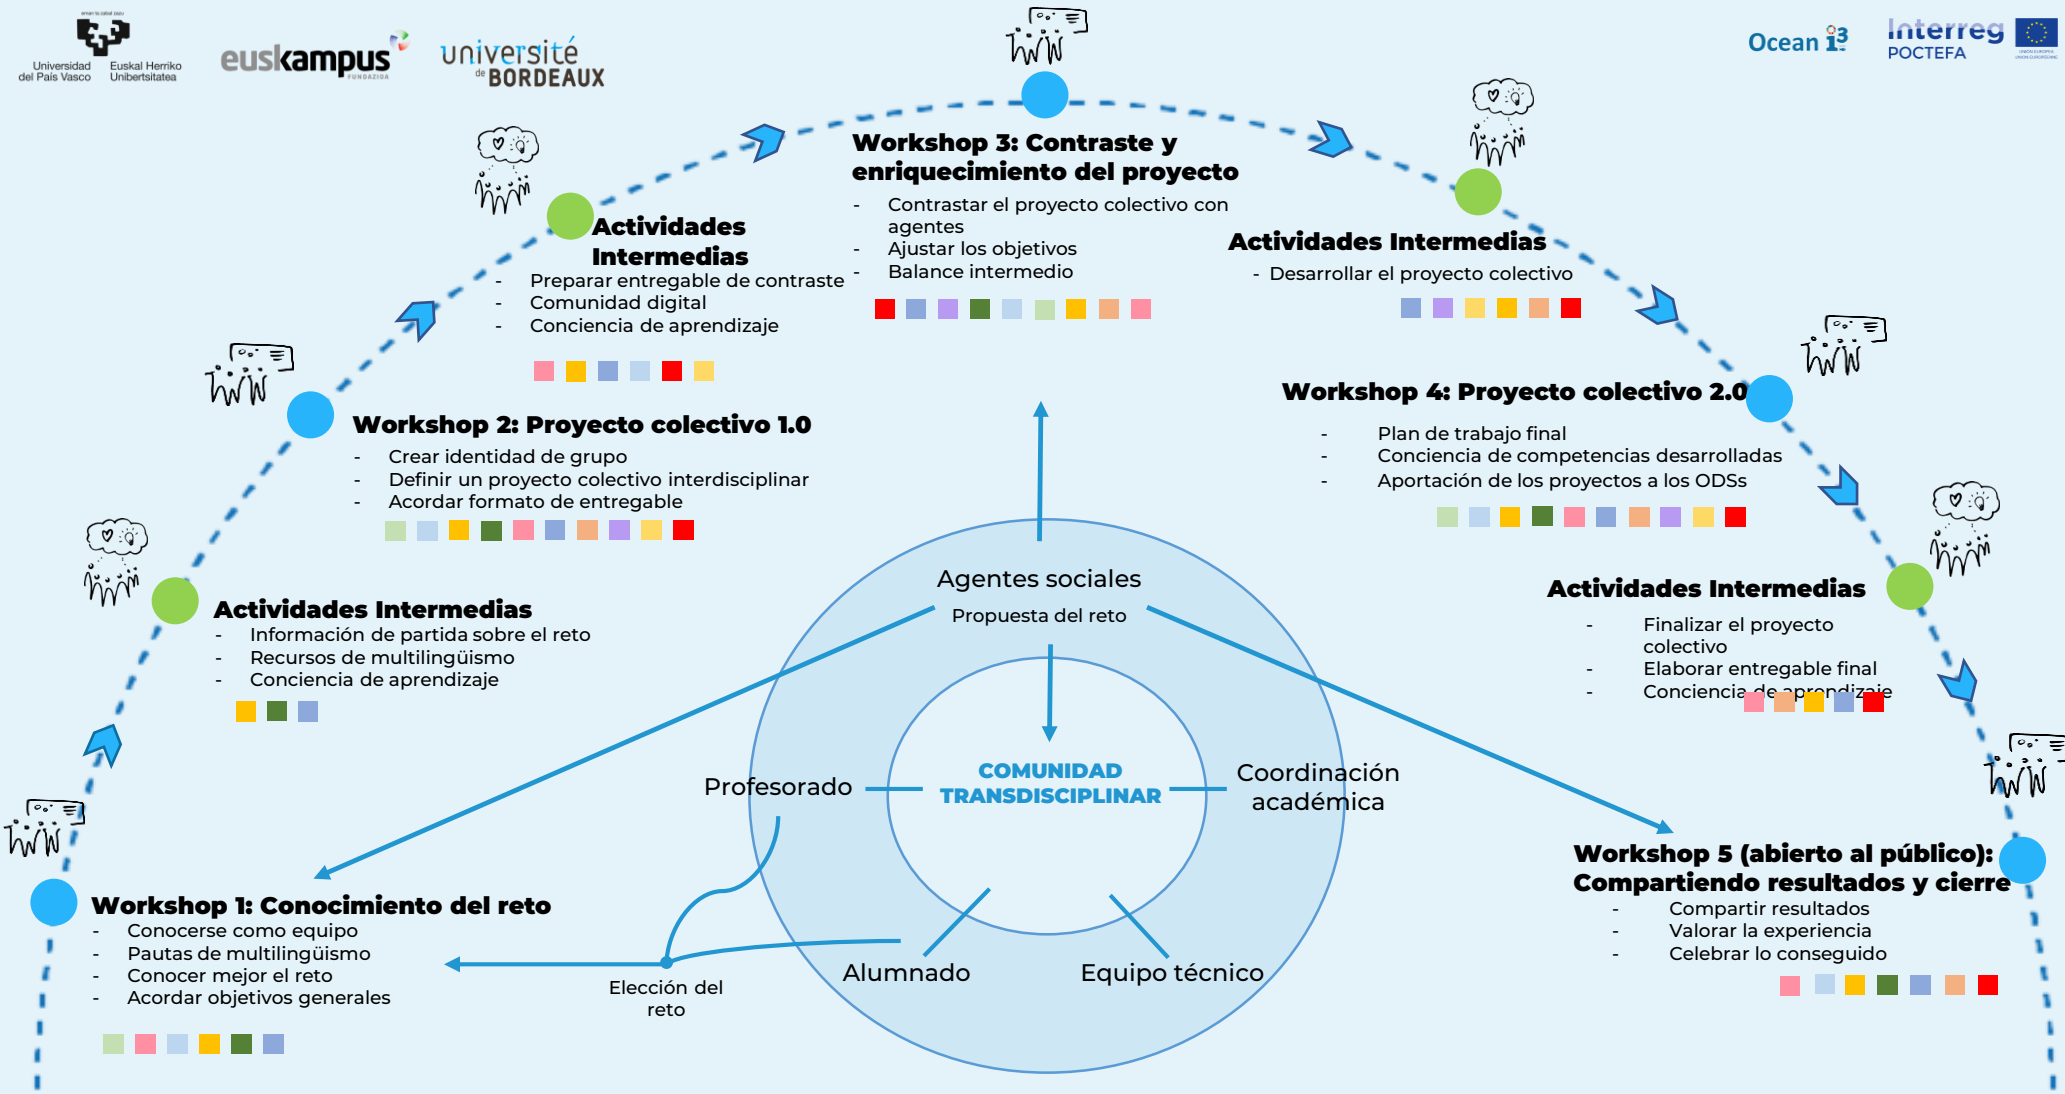 eman ta zabal zazu
Universidad
del País Vasco
Euskal Herriko
Unibertsitatea
euskampus
FUNDAZIOA
université
de BORDEAUX
Ocean i3
Interreg
POCTEFA
Workshop 3: Contraste y
enriquecimiento del proyecto
- Contrastar el proyecto colectivo con
agentes
- Ajustar los objetivos
- Balance intermedio
Actividades
Intermedias
- Preparar entregable de contraste
- Comunidad digital
- Conciencia de aprendizaje
Actividades Intermedias
- Desarrollar el proyecto colectivo
Workshop 2: Proyecto colectivo 1.0
- Crear identidad de grupo
- Definir un proyecto colectivo interdisciplinar
- Acordar formato de entregable
Workshop 4: Proyecto colectivo 2.0
- Plan de trabajo final
- Conciencia de competencias desarrolladas
- Aportación de los proyectos a los ODSs
Actividades Intermedias
- Información de partida sobre el reto
- Recursos de multilingüismo
- Conciencia de aprendizaje
Actividades Intermedias
- Finalizar el proyecto
colectivo
- Elaborar entregable final
- Conciencia de aprendizaje
Agentes sociales
Propuesta del reto
COMUNIDAD
TRANSDISCIPLINAR
Profesorado
Coordinación
académica
Alumnado
Equipo técnico
Elección del
reto
Workshop 1: Conocimiento del reto
- Conocerse como equipo
- Pautas de multilingüismo
- Conocer mejor el reto
- Acordar objetivos generales
Workshop 5 (abierto al público):
Compartiendo resultados y cierre
- Compartir resultados
- Valorar la experiencia
- Celebrar lo conseguido